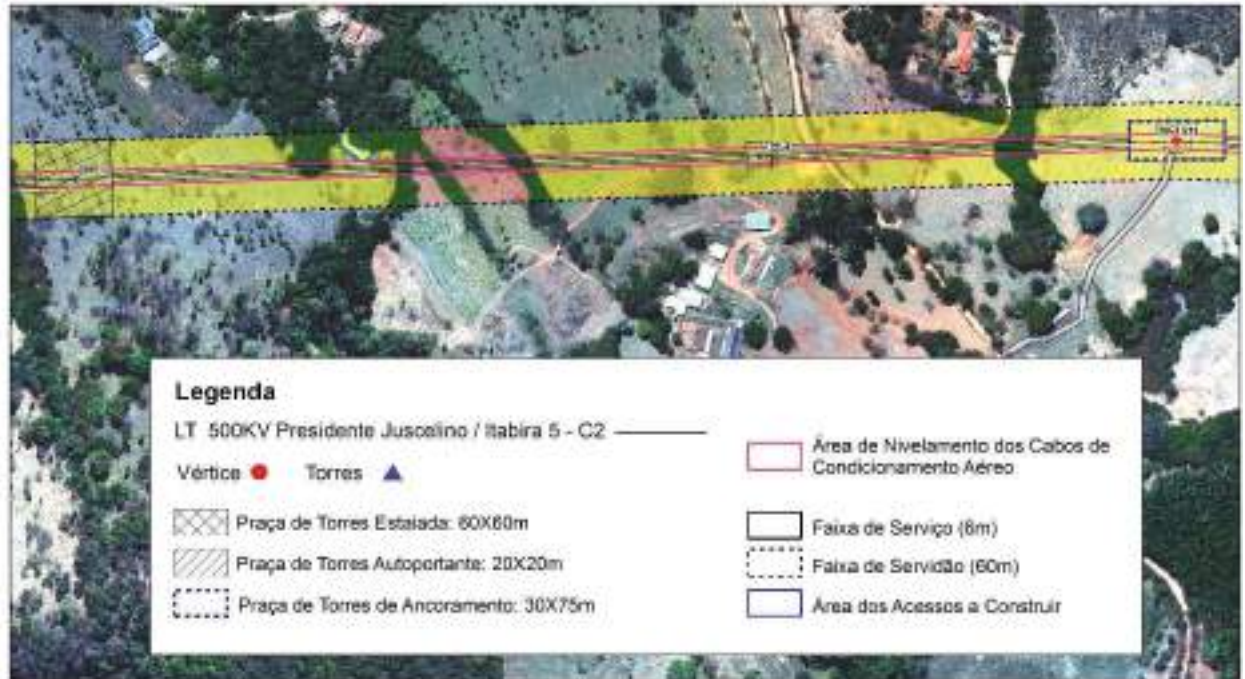 Legenda
LT 500KV Presidente Juscelino / Itabira 5 - C2
Vértice Torres
Praça de Torres Estaiada: 60X60m
Praça de Torres Autoportante: 20X20m
Praça de Torres de Ancoramento: 30X75m
Área de Nivelamento dos Cabos de
Condicionamento Aéreo
Faixa de Serviço (6m)
Faixa de Servidão (60m)
Área dos Acessos a Construir